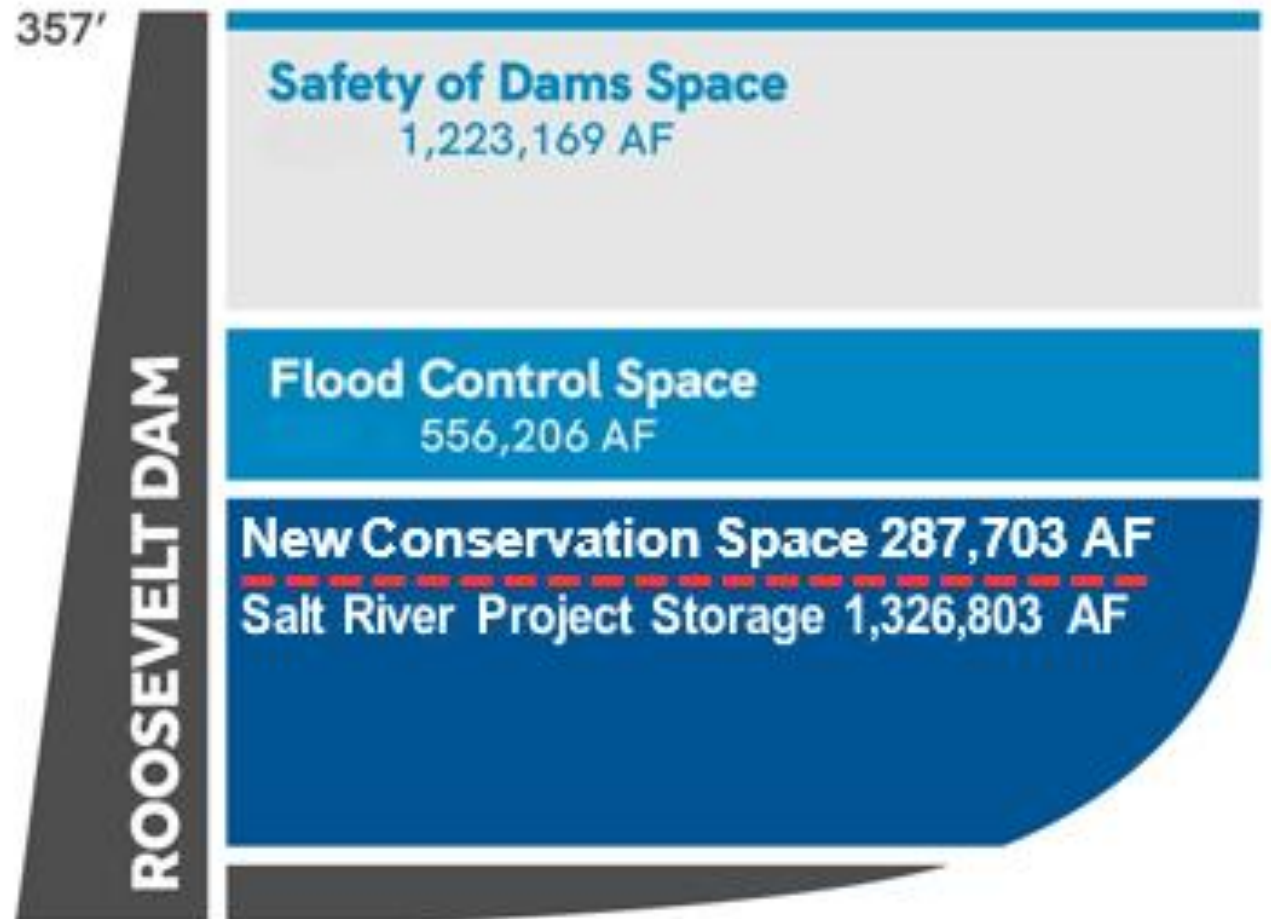 357'
Safety of Dams Space
1,223,169 AF
Flood Control Space
556,206 AF
New Conservation Space 287,703 AF
Salt River Project Storage 1,326,803 AF
ROOSEVELT DAM